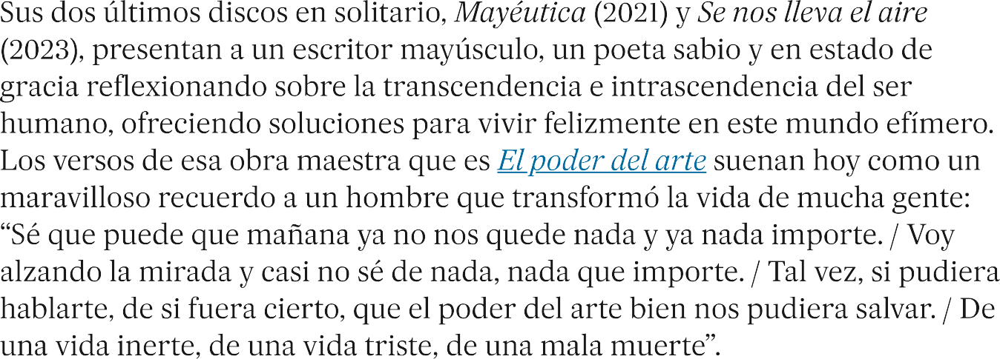 Sus dos últimos discos en solitario, Mayéutica (2021) y Se nos lleva el aire
(2023), presentan a un escritor mayúsculo, un poeta sabio y en estado de
gracia reflexionando sobre la transcendencia e intrascendencia del ser
humano, ofreciendo soluciones para vivir felizmente en este mundo efímero.
Los versos de esa obra maestra que es El poder del arte suenan hoy como un
maravilloso recuerdo a un hombre que transformó la vida de mucha gente:
“Sé que puede que mañana ya no nos quede nada y ya nada importe. / Voy
alzando la mirada y casi no sé de nada, nada que importe. / Tal vez, si pudiera
hablarte, de si fuera cierto, que el poder del arte bien nos pudiera salvar. / De
una vida inerte, de una vida triste, de una mala muerte”.